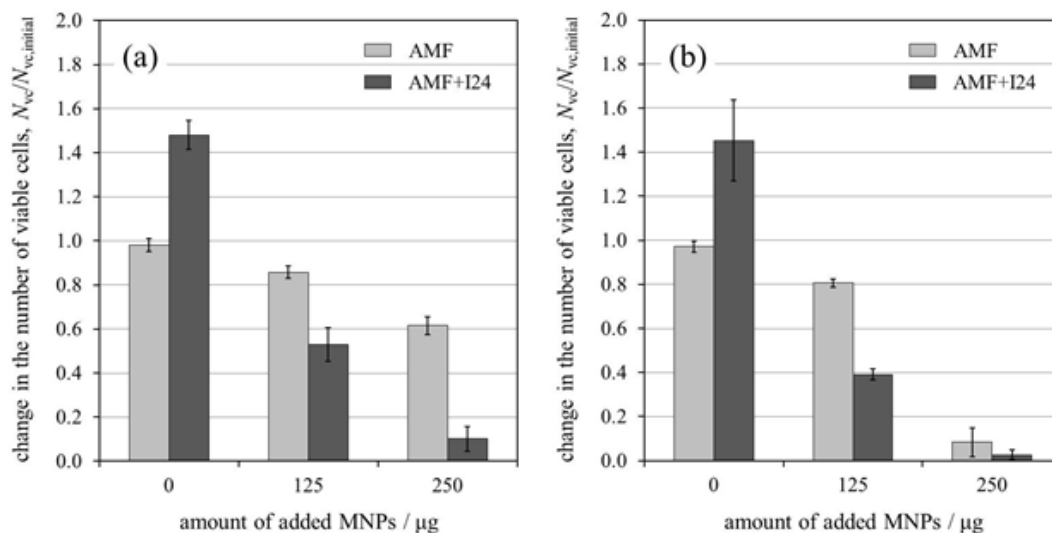 (a)
AMF
AMF+I24
change in the number of viable cells, Nvc/Nvc,initial
2.0
1.8
1.6
1.4
1.2
1.0
0.8
0.6
0.4
0.2
0.0
0 125 250
amount of added MNPs / μg
(b)
AMF
AMF+I24
change in the number of viable cells, Nvc/Nvc,initial
2.0
1.8
1.6
1.4
1.2
1.0
0.8
0.6
0.4
0.2
0.0
0 125 250
amount of added MNPs / μg